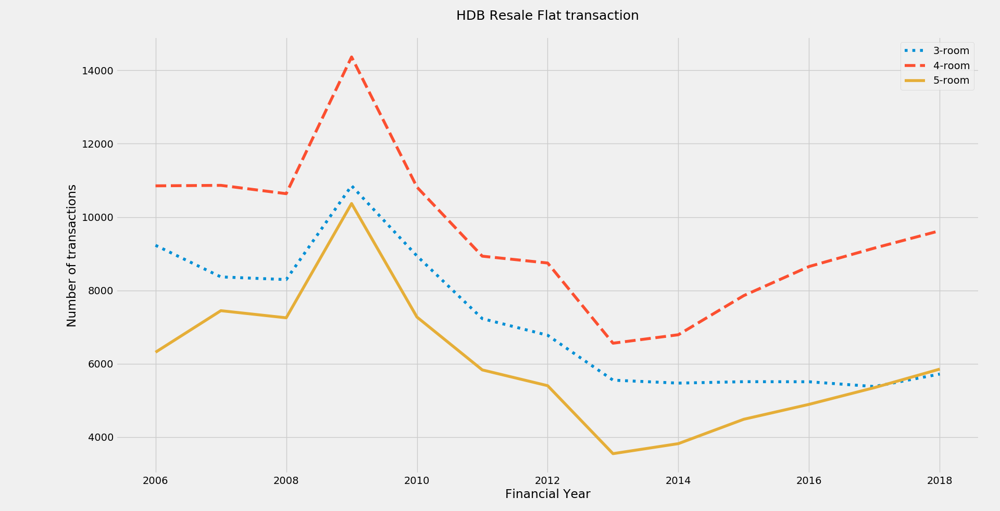 HDB Resale Flat transaction
3-room
4-room
5-room
14000
12000
10000
8000
6000
4000
Number of transactions
2006 2008 2010 2012 2014 2016 2018
Financial Year